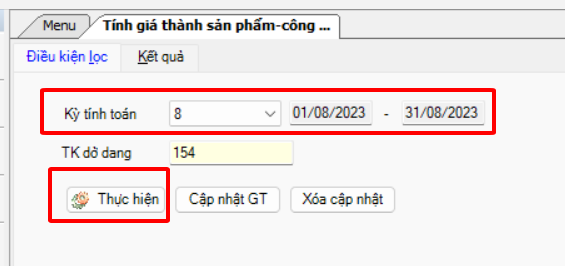 Menu Tính giá thành sản phẩm-công ...
Điều kiện lọc Kết quả
Kỳ tính toán 8 01/08/2023 - 31/08/2023
TK dở dang 154
Thực hiện Cập nhật GT Xóa cập nhật